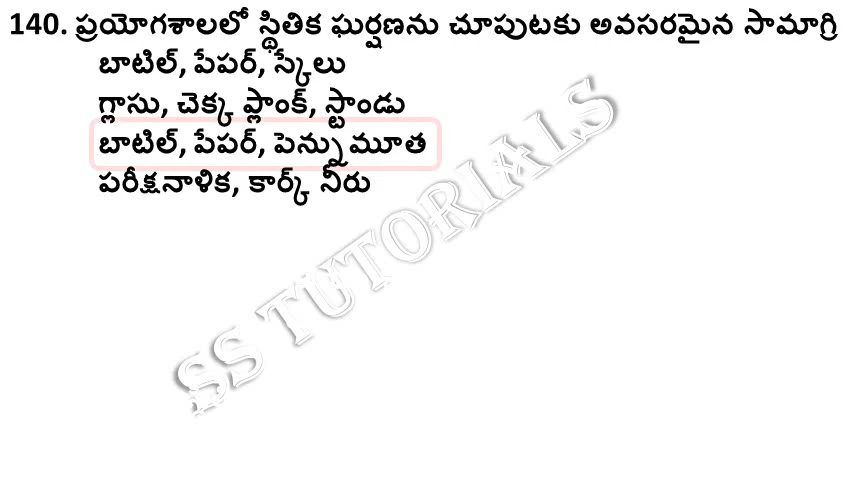 140. ప్రయోగశాలలో స్థితిక ఘర్షణను చూపుటకు అవసరమైన సామాగ్రి
బాటిల్, పేపర్, స్కేలు
గ్లాసు, చెక్క ప్లాంక్, స్టాండు
బాటిల్, పేపర్, పెన్నుమూత
పరీక్షనాళిక, కార్క్ నీరు
SS TUTORIALS